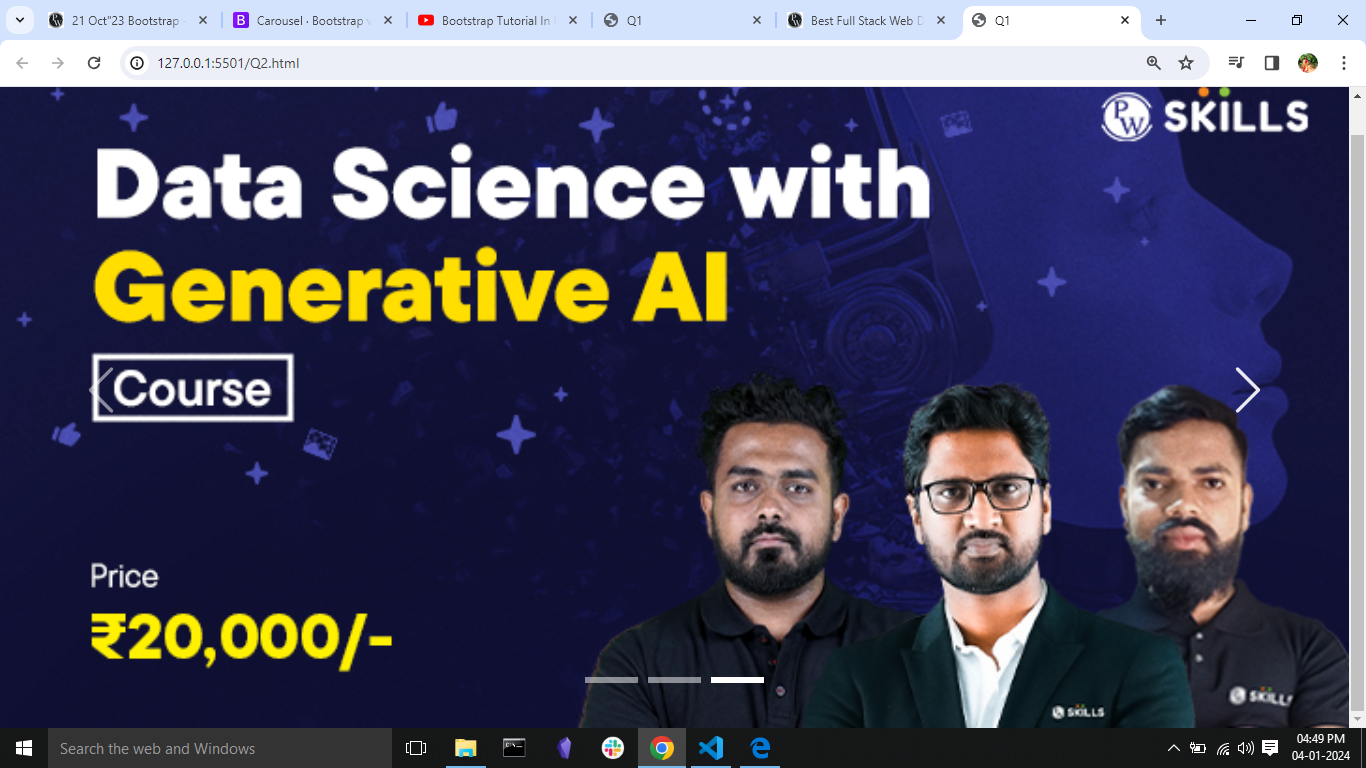 21 Oct"23 Bootstrap -
Carousel · Bootstrap v
Bootstrap Tutorial In
Q1
Best Full Stack Web D
Q1
127.0.0.1:5501/Q2.html
PW SKILLS
Data Science with
Generative AI
Course
Price
₹20,000/-
SKILLS
SKILLS
Search the web and Windows
04:49 PM
04-01-2024